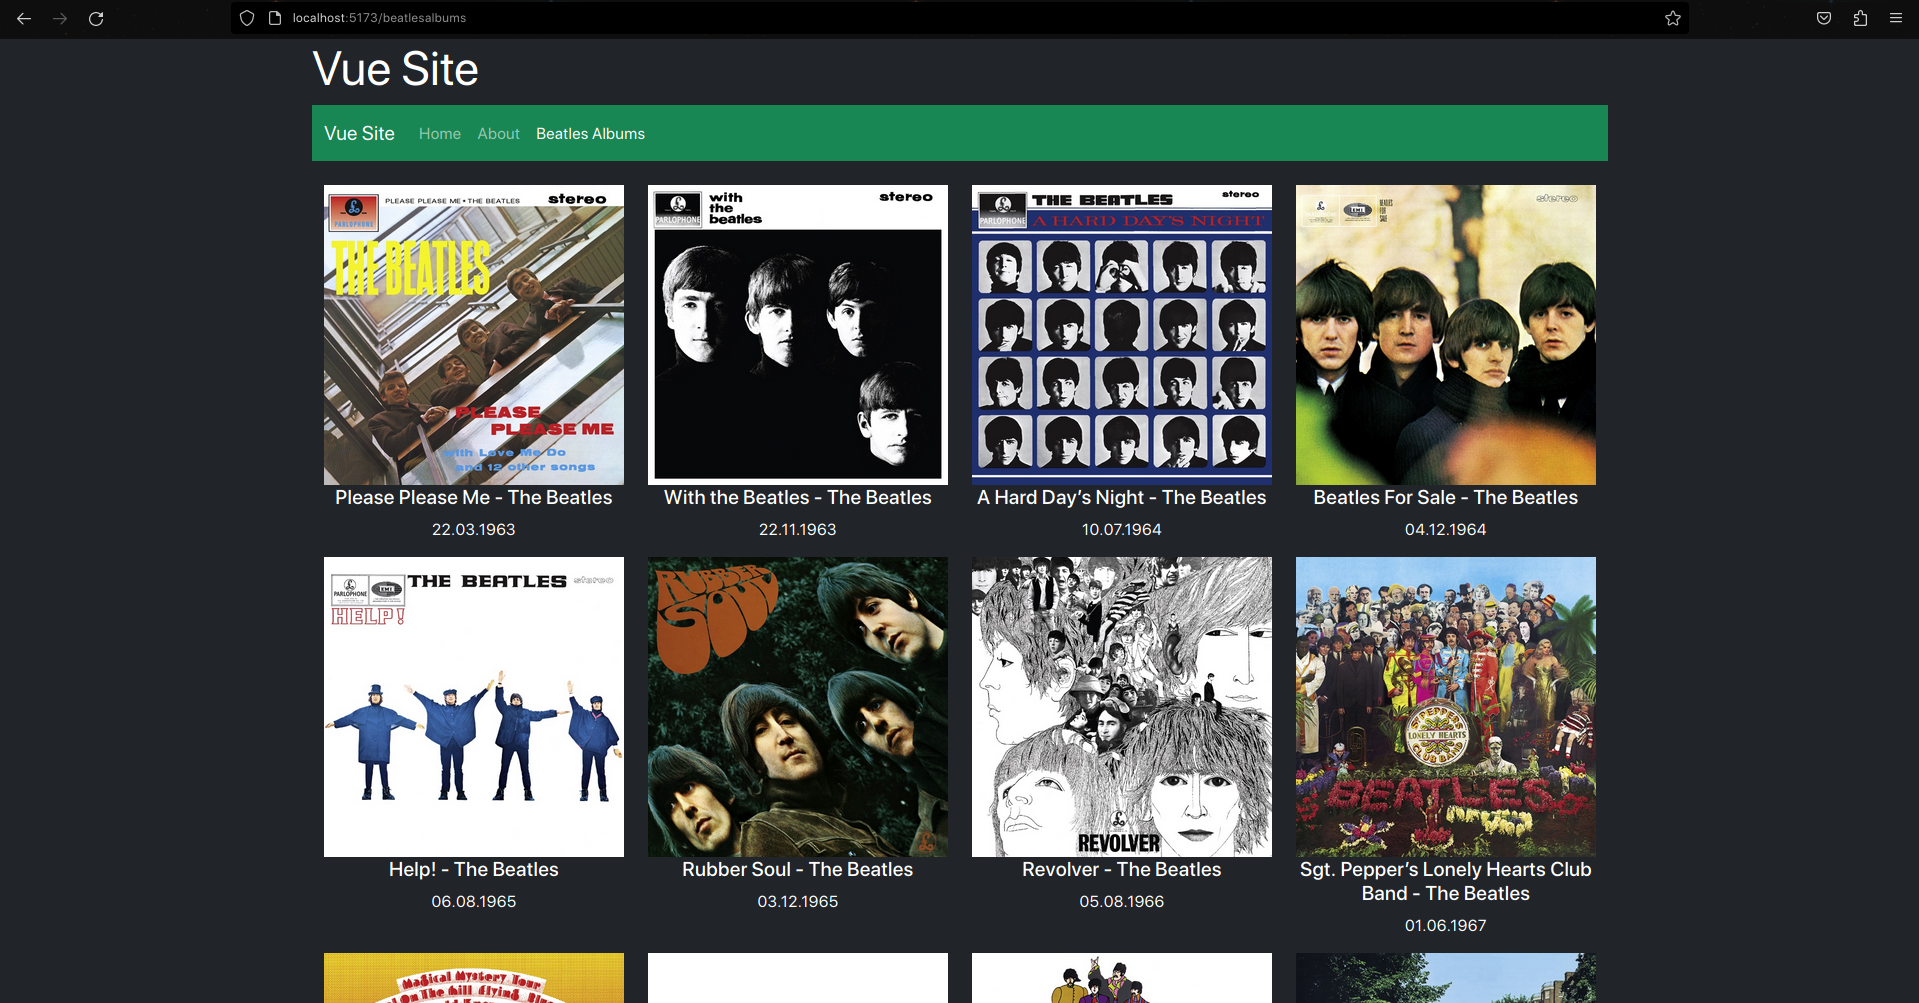 localhost:5173/beatlesalbums
Vue Site
Vue Site Home About Beatles Albums
PARLOPHONE
PLEASE PLEASE ME • THE BEATLES stereo
THE BEATLES
PLEASE
PLEASE ME
with Love Me Do
and 12 other songs
PARLOPHONE
with
the
beatles
stereo
PARLOPHONE
THE BEATLES stereo
A HARD DAY'S NIGHT
EMI
BEATLES
FOR
SALE
stereo
Please Please Me - The Beatles
22.03.1963
With the Beatles - The Beatles
22.11.1963
A Hard Day’s Night - The Beatles
10.07.1964
Beatles For Sale - The Beatles
04.12.1964
PARLOPHONE
EMI
THE BEATLES stereo
HELP!
RUBBER
SOUL
REVOLVER
SGT. PEPPERS
LONELY HEARTS
CLUB BAND
BEATLES
Help! - The Beatles
06.08.1965
Rubber Soul - The Beatles
03.12.1965
Revolver - The Beatles
05.08.1966
Sgt. Pepper’s Lonely Hearts Club
Band - The Beatles
01.06.1967
Magical Mystery Tour
On The Hill Flying